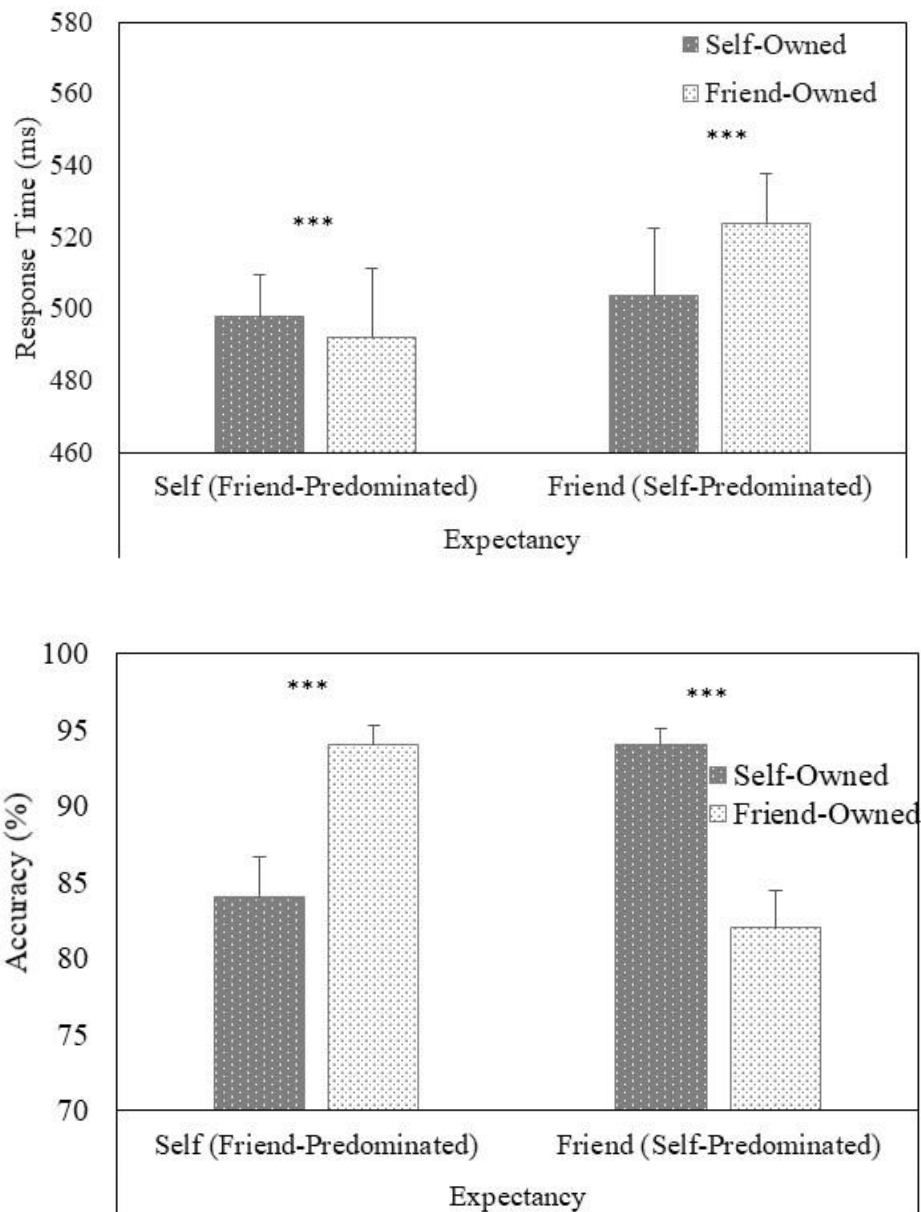 580
560
540
520
500
480
460
Response Time (ms)
Self-Owned
Friend-Owned
***
***
Self (Friend-Predominated) Friend (Self-Predominated)
Expectancy
100
95
90
85
80
75
70
Accuracy (%)
***
***
Self-Owned
Friend-Owned
Self (Friend-Predominated) Friend (Self-Predominated)
Expectancy